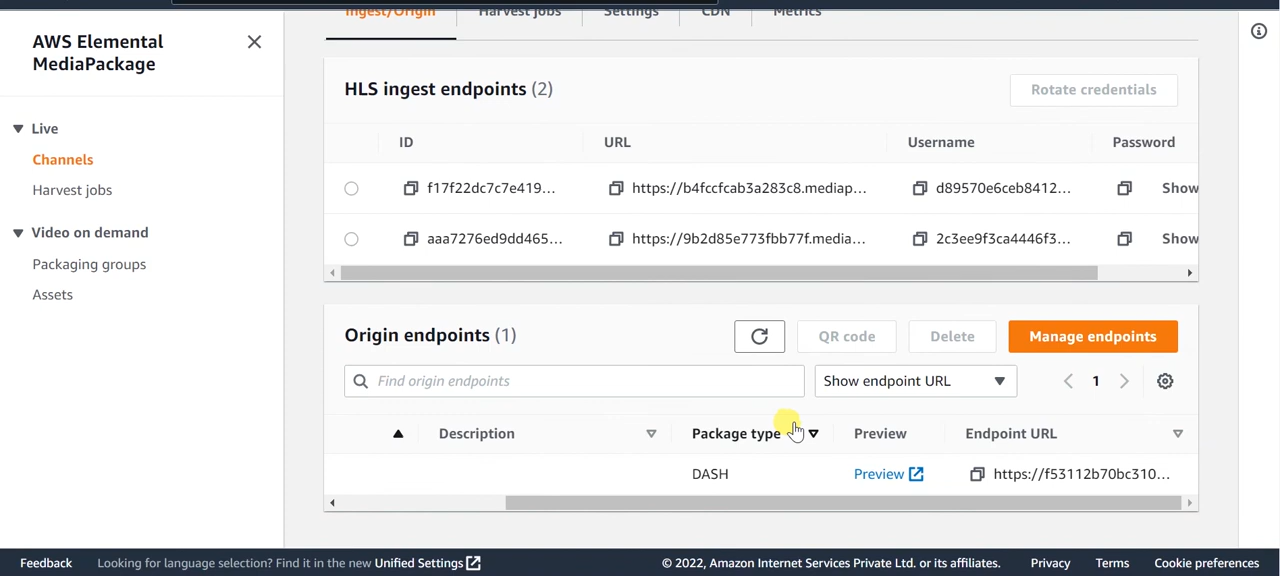 Ingest/Origin Harvest jobs Settings CDN Metrics
AWS Elemental
MediaPackage
Live
Channels
Harvest jobs
Video on demand
Packaging groups
Assets
HLS ingest endpoints (2)
Rotate credentials
ID URL Username Password
f17f22dc7c7e419... https://b4fccfcab3a283c8.mediap... d89570e6ceb8412... Show
aaa7276ed9dd465... https://9b2d85e773fbb77f.media... 2c3ee9f3ca4446f3... Show
Origin endpoints (1)
QR code Delete Manage endpoints
Find origin endpoints Show endpoint URL 1
Description Package type Preview Endpoint URL
DASH Preview https://f53112b70bc310...
Feedback Looking for language selection? Find it in the new Unified Settings © 2022, Amazon Internet Services Private Ltd. or its affiliates. Privacy Terms Cookie preferences